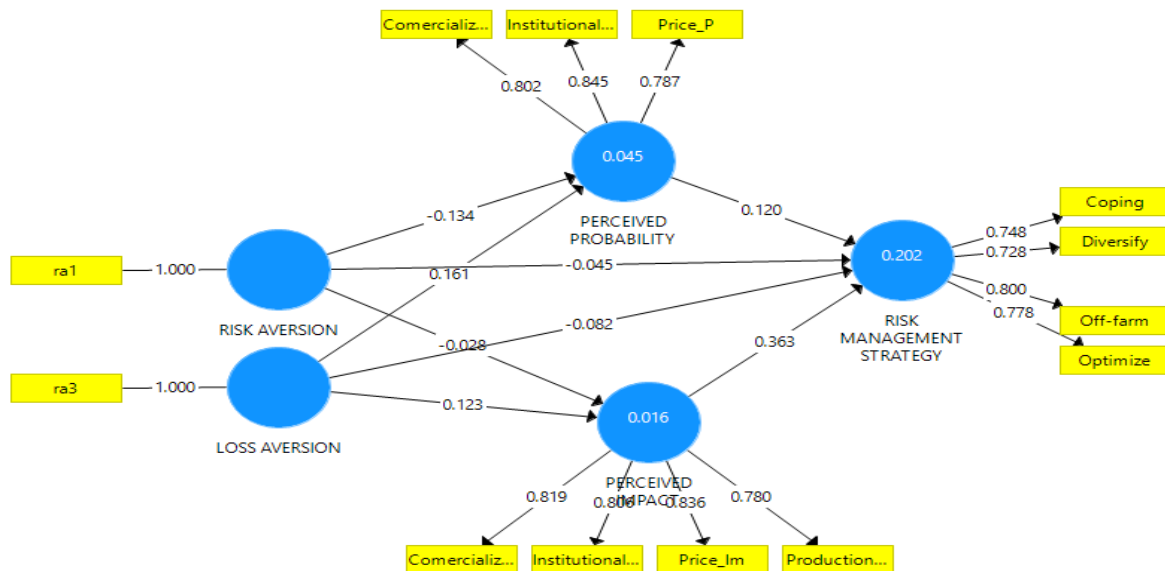 Comercializ...
Institutional...
Price_P
0.802
0.845
0.787
0.045
PERCEIVED
PROBABILITY
-0.134
0.120
Coping
0.748
Diversify
0.728
ra1
1.000
0.161
-0.045
0.202
0.800
0.778
RISK AVERSION
RISK
MANAGEMENT
STRATEGY
Off-farm
-0.082
-0.028
0.363
Optimize
ra3
1.000
0.123
0.016
LOSS AVERSION
PERCEIVED
IMPACT
0.819
0.806
0.836
0.780
Comercializ...
Institutional...
Price_Im
Production...